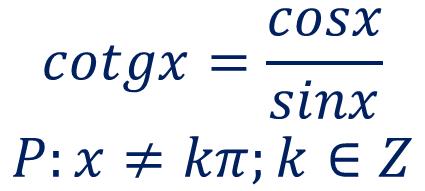 cotgx = cosx/sinx
P: x ≠ kπ; k ∈ Z